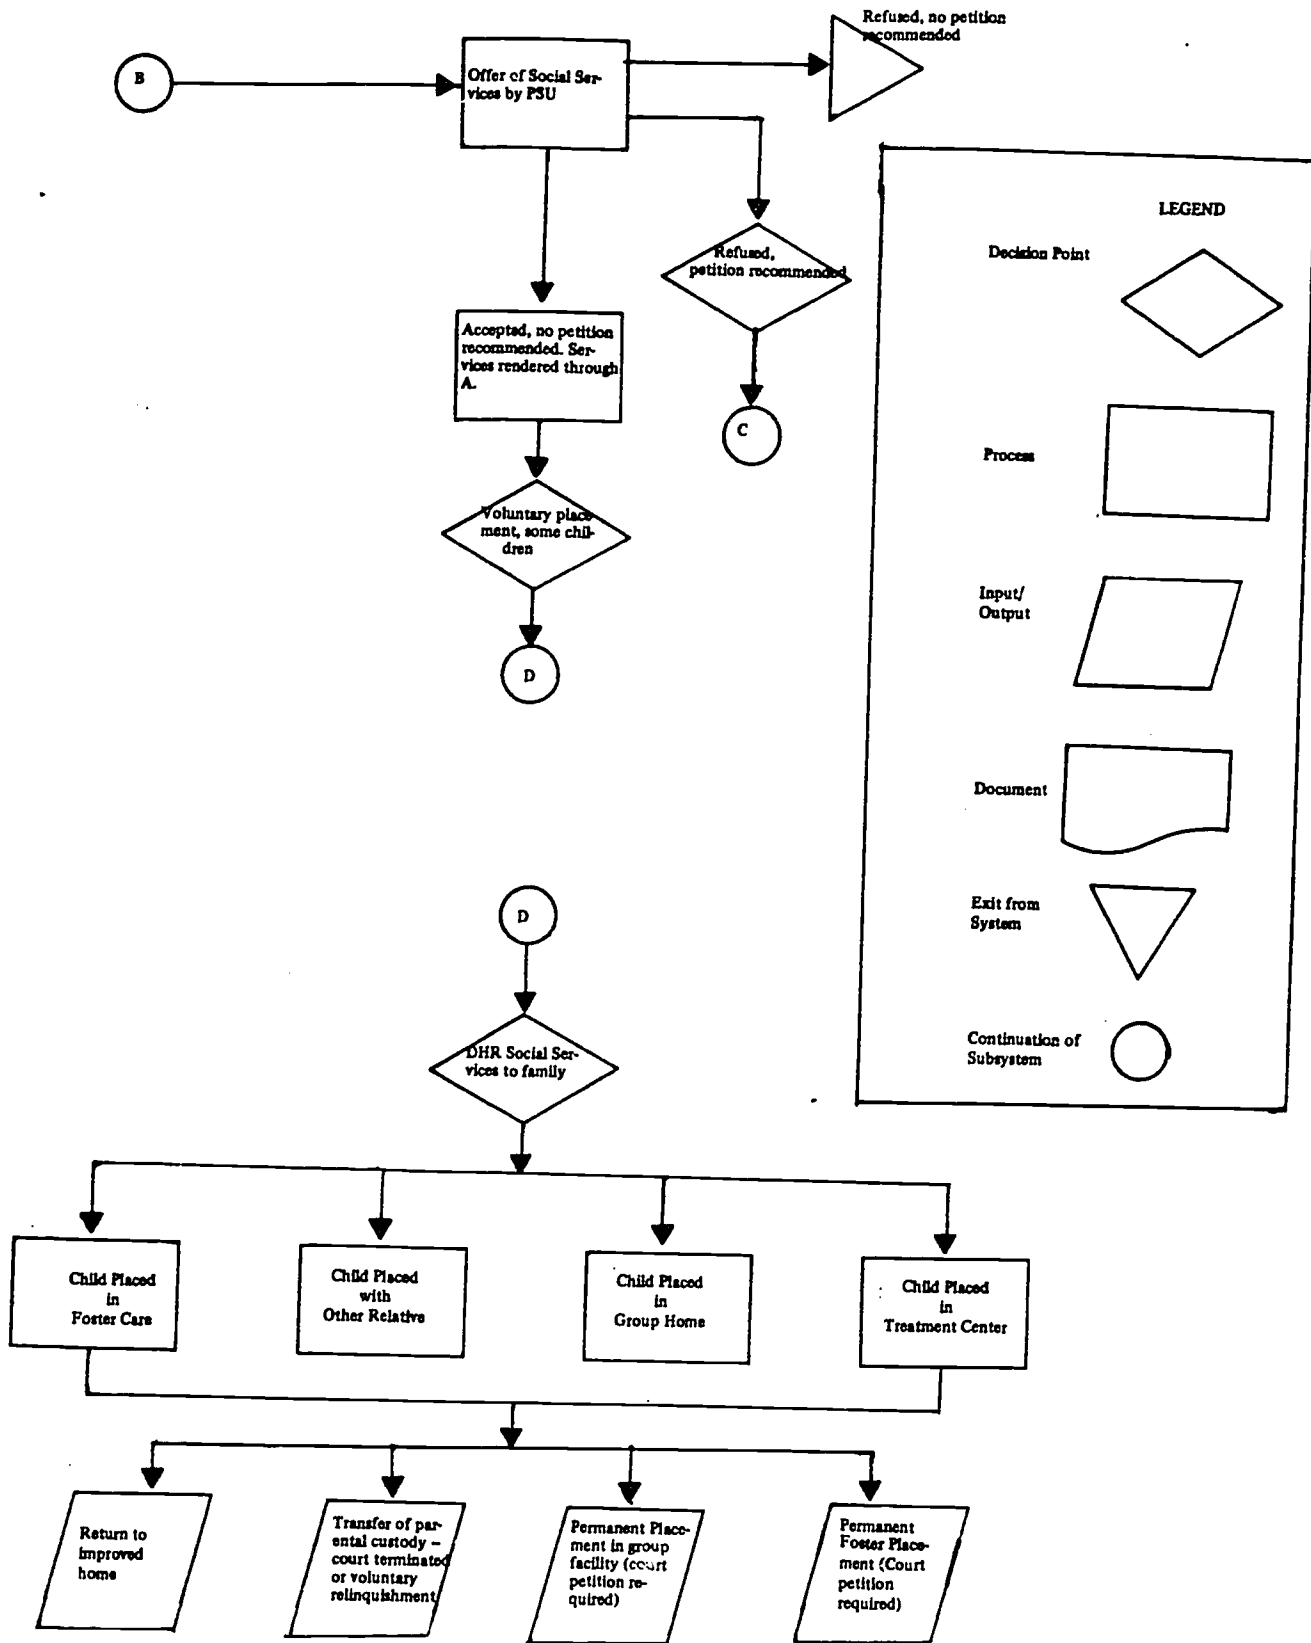 Refused, no petition
recommended
B
Offer of Social Ser-
vices by PSU
Refused,
petition recommended
C
Accepted, no petition
recommended. Ser-
vices rendered through
A.
Voluntary place
ment, some chil-
dren
D
LEGEND
Decision Point
Process
Input/
Output
Document
Exit from
System
Continuation of
Subsystem
D
DHR Social Ser-
vices to family
Child Placed
in
Foster Care
Child Placed
with
Other Relative
Child Placed
in
Group Home
Child Placed
in
Treatment Center
Return to
improved
home
Transfer of par-
ental custody –
court terminated
or voluntary
relinquishment
Permanent Place-
ment in group
facility (court
petition re-
quired)
Permanent
Foster Place-
ment (Court
petition
required)